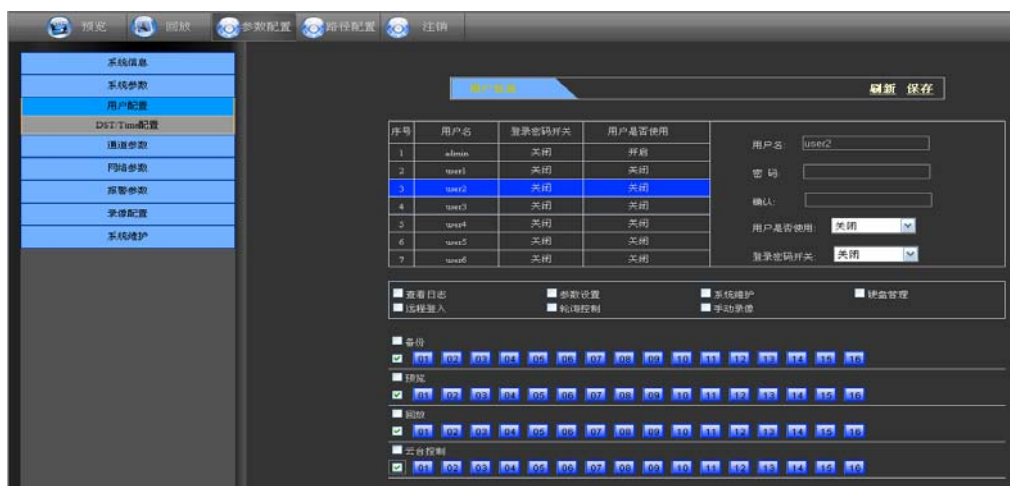 预览 回放 参数配置 路径配置 注销
系统信息
系统参数
用户配置
DST/Time配置
通道参数
网络参数
报警参数
录像配置
系统维护
刷新 保存
序号 用户名 登录密码开关 用户是否使用
1 admin 关闭 开启
2 user1 关闭 关闭
3 user2 关闭 关闭
4 user3 关闭 关闭
5 user4 关闭 关闭
6 user5 关闭 关闭
7 user6 关闭 关闭
用户名: user2
密 码:
确认:
用户是否使用: 关闭
登录密码开关: 关闭
查看日志 参数设置 系统维护 硬盘管理
远程登入 轮询控制 手动录像
备份
01 02 03 04 05 06 07 08 09 10 11 12 13 14 15 16
预览
01 02 03 04 05 06 07 08 09 10 11 12 13 14 15 16
回放
01 02 03 04 05 06 07 08 09 10 11 12 13 14 15 16
云台控制
01 02 03 04 05 06 07 08 09 10 11 12 13 14 15 16